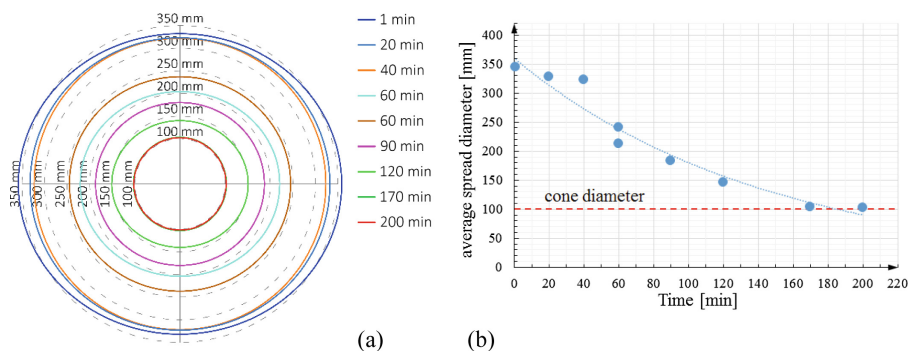 350 mm
300 mm
250 mm
200 mm
150 mm
100 mm
350 mm
300 mm
250 mm
200 mm
150 mm
100 mm
1 min
20 min
40 min
60 min
60 min
90 min
120 min
170 min
200 min
(a)
average spread diameter [mm]
400
350
300
250
200
150
100
50
0
cone diameter
0 20 40 60 80 100 120 140 160 180 200 220
Time [min]
(b)